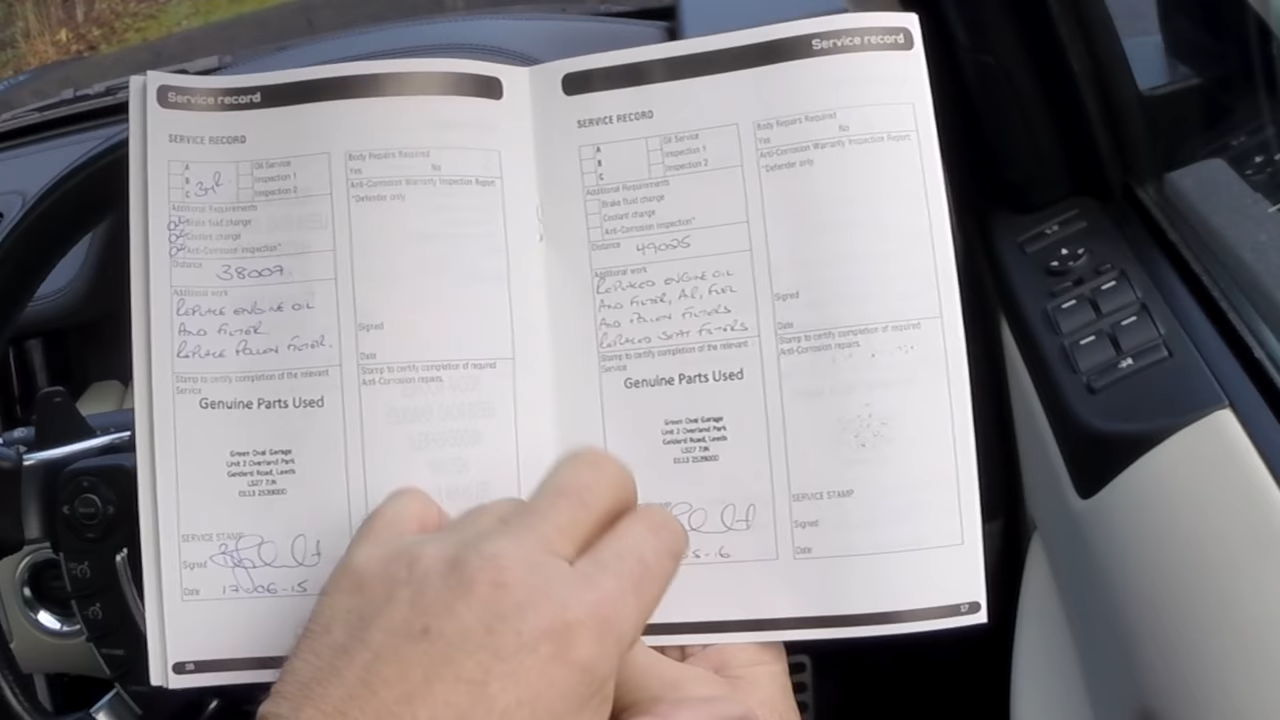 Service record
SERVICE RECORD
A
B
C
3yr.
Oil Service
Inspection 1
Inspection 2
Additional Requirements
Brake fluid change
Coolant change
Anti-Corrosion Inspection*
Distance 38007.
Additional work
REPLACE ENGINE OIL
AND FILTER
REPLACE POLLEN FILTER.
Stamp to certify completion of the relevant
Service
Genuine Parts Used
Green Oval Garage
Unit 2 Overland Park
Gelderd Road, Leeds
LS27 7JN
0113 2539000
SERVICE STAMP
Signed
Date 17-06-15
Body Repairs Required
Yes No
Anti-Corrosion Warranty Inspection Report
*Defender only
Signed
Date
Stamp to certify completion of required
Anti-Corrosion repairs.
16
Service record
SERVICE RECORD
A
B
C
Oil Service
Inspection 1
Inspection 2
Additional Requirements
Brake fluid change
Coolant change
Anti-Corrosion Inspection*
Distance 49025
Additional work
REPLACED ENGINE OIL
AND FILTER, AIR, FUEL
AND POLLEN FILTERS
REPLACED SEAT FILTERS
Stamp to certify completion of the relevant
Service
Genuine Parts Used
Green Oval Garage
Unit 2 Overland Park
Gelderd Road, Leeds
LS27 7JN
0113 2539000
5-16
Body Repairs Required
Yes No
Anti-Corrosion Warranty Inspection Report
*Defender only
Signed
Date
Stamp to certify completion of required
Anti-Corrosion repairs.
SERVICE STAMP
Signed
Date
17